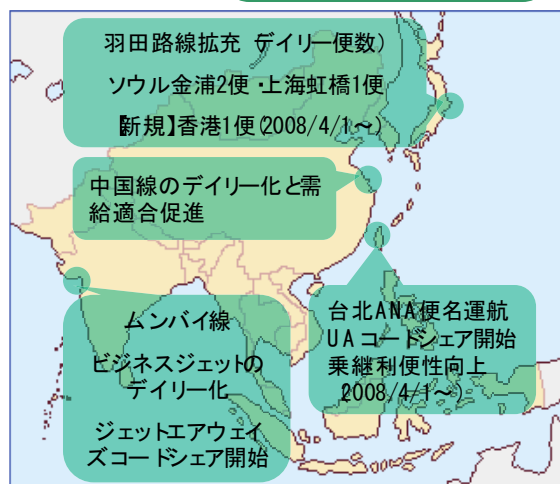 羽田路線拡充 デイリー便数)
ソウル金浦2便・上海虹橋1便
【新規】香港1便(2008/4/1～)
中国線のデイリー化と需
給適合促進
ムンバイ線
ビジネスジェットの
デイリー化
ジェットエアウェイ
ズコードシェア開始
台北ANA便名運航
UAコードシェア開始
乗継利便性向上
2008/4/1～)